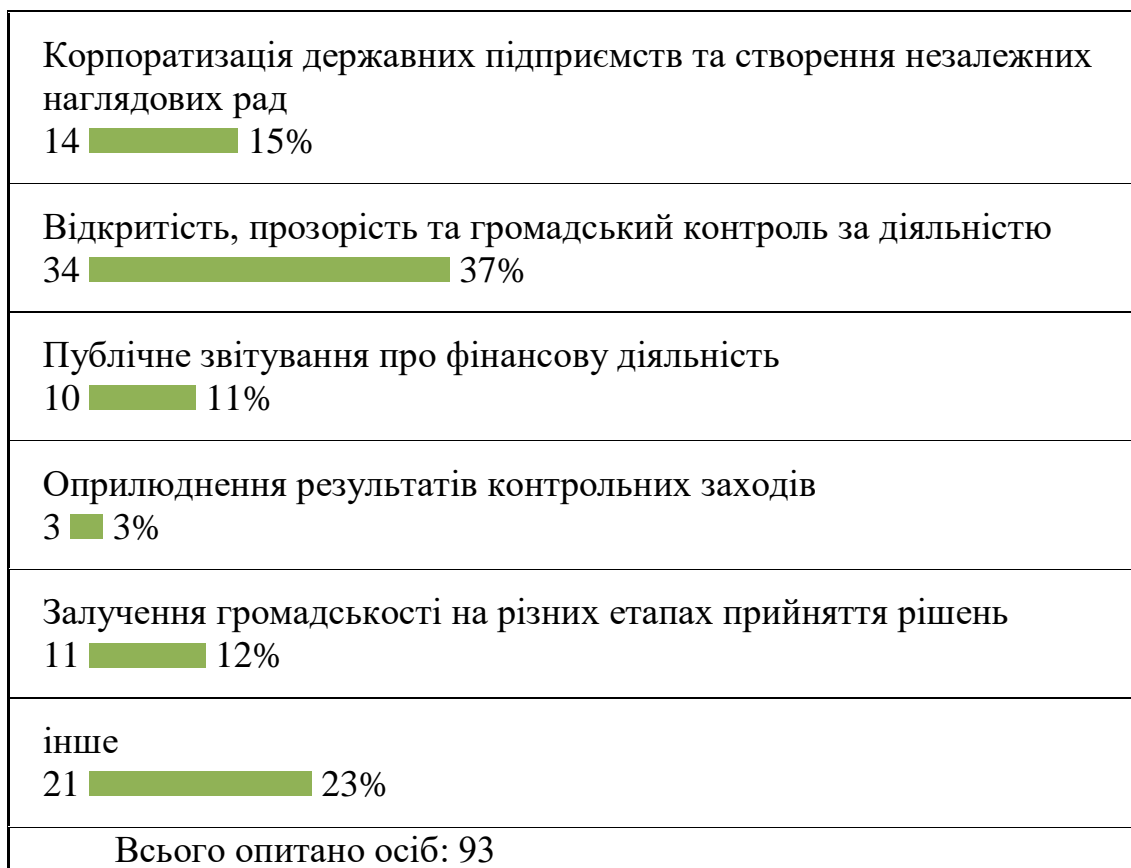 Корпоратизація державних підприємств та створення незалежних
наглядових рад
14 15%
Відкритість, прозорість та громадський контроль за діяльністю
34 37%
Публічне звітування про фінансову діяльність
10 11%
Оприлюднення результатів контрольних заходів
3 3%
Залучення громадськості на різних етапах прийняття рішень
11 12%
інше
21 23%
Всього опитано осіб: 93